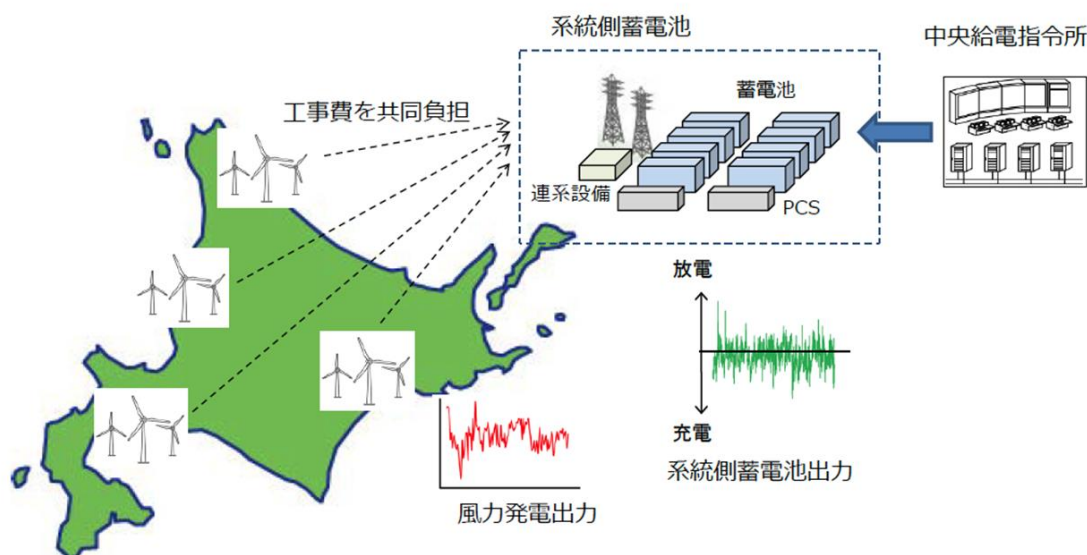 系統側蓄電池
中央給電指令所
工事費を共同負担
蓄電池
連系設備
PCS
放電
充電
系統側蓄電池出力
風力発電出力